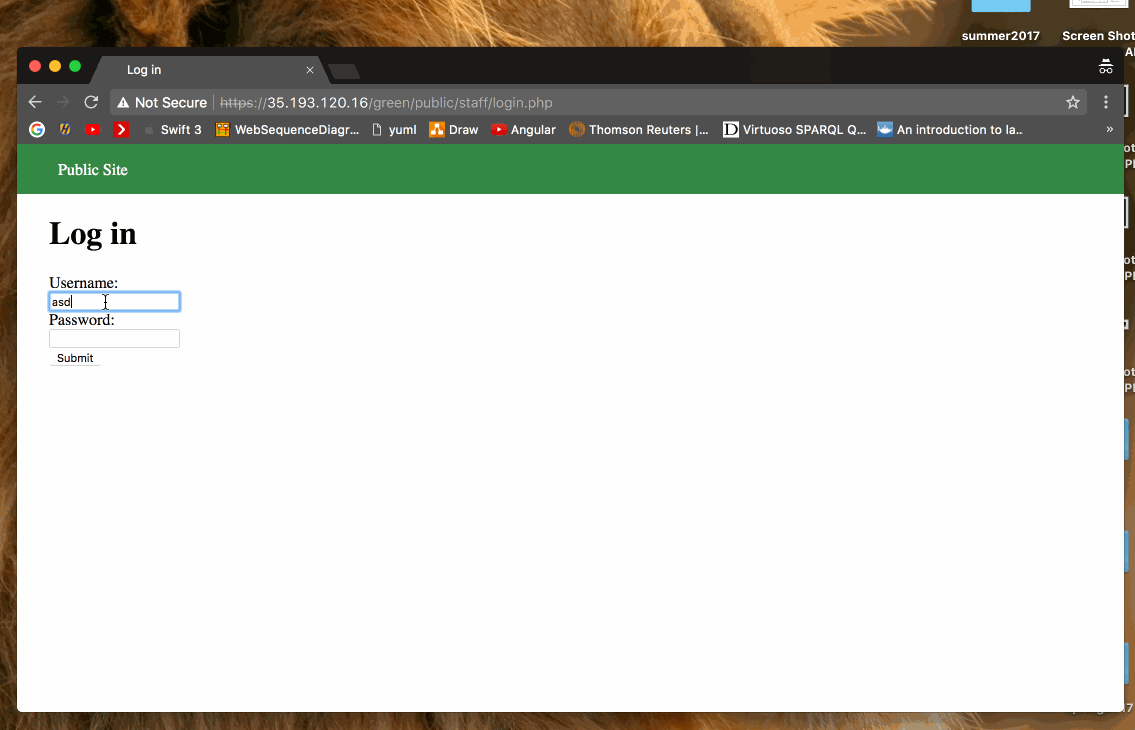 summer2017
Screen Shot
Log in
Not Secure
https://35.193.120.16/green/public/staff/login.php
Swift 3
WebSequenceDiagr...
yuml
Draw
Angular
Thomson Reuters |...
Virtuoso SPARQL Q...
An introduction to la...
»
Public Site
Log in
Username:
asd
Password:
Submit